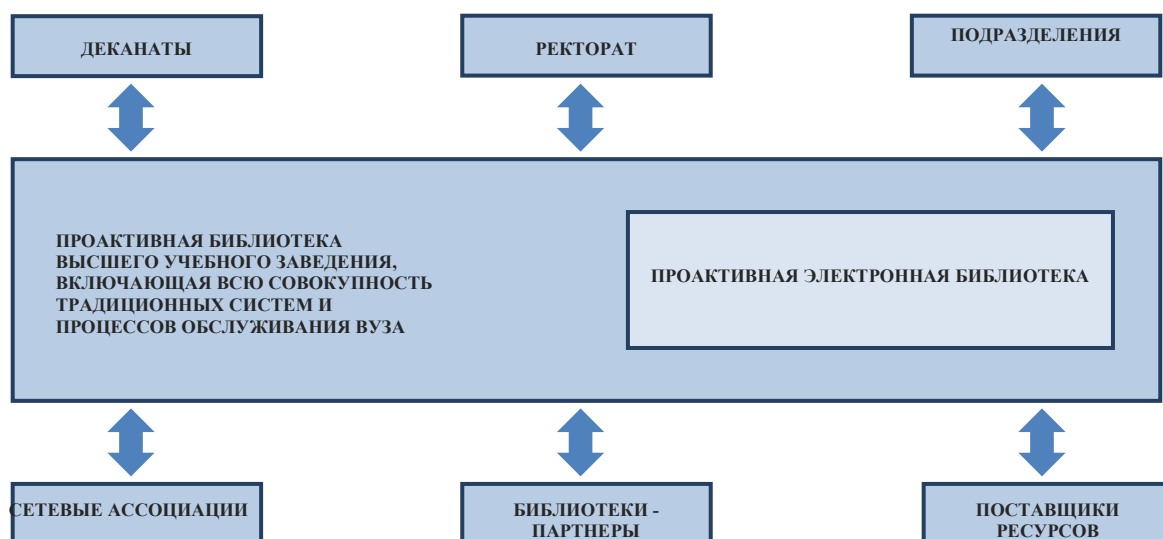 ДЕКАНАТЫ
РЕКТОРАТ
ПОДРАЗДЕЛЕНИЯ
ПРОАКТИВНАЯ БИБЛИОТЕКА
ВЫСШЕГО УЧЕБНОГО ЗАВЕДЕНИЯ,
ВКЛЮЧАЮЩАЯ ВСЮ СОВОКУПНОСТЬ
ТРАДИЦИОННЫХ СИСТЕМ И
ПРОЦЕССОВ ОБСЛУЖИВАНИЯ ВУЗА
ПРОАКТИВНАЯ ЭЛЕКТРОННАЯ БИБЛИОТЕКА
СЕТЕВЫЕ АССОЦИАЦИИ
БИБЛИОТЕКИ -
ПАРТНЕРЫ
ПОСТАВЩИКИ
РЕСУРСОВ